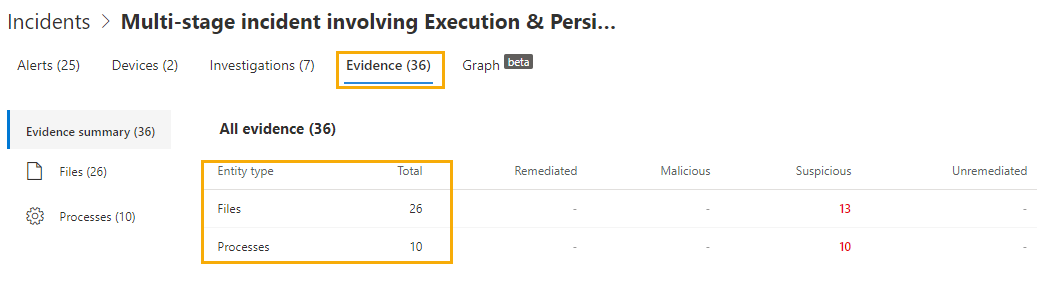 Incidents > Multi-stage incident involving Execution & Persi...
Alerts (25) Devices (2) Investigations (7) Evidence (36) Graph beta
Evidence summary (36)
Files (26)
Processes (10)
All evidence (36)
Entity type Total Remediated Malicious Suspicious Unremediated
Files 26 - - 13 -
Processes 10 - - 10 -